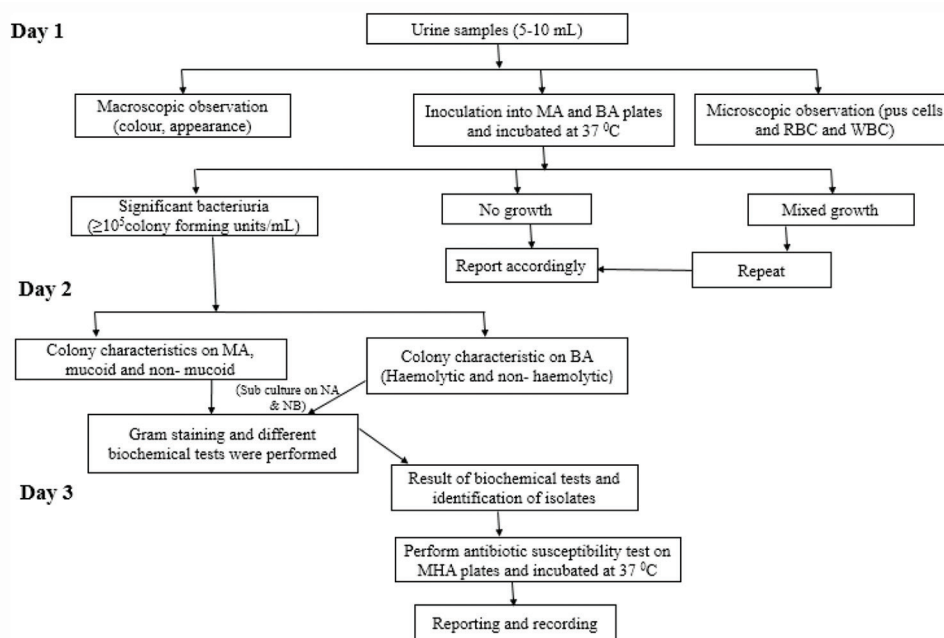 Day 1
Urine samples (5-10 mL)
Macroscopic observation
(colour, appearance)
Inoculation into MA and BA plates
and incubated at 37 ⁰C
Microscopic observation (pus cells
and RBC and WBC)
Significant bacteriuria
(≥10⁵colony forming units/mL)
No growth
Mixed growth
Report accordingly
Repeat
Day 2
Colony characteristics on MA,
mucoid and non- mucoid
Colony characteristic on BA
(Haemolytic and non- haemolytic)
(Sub culture on NA
& NB)
Gram staining and different
biochemical tests were performed
Day 3
Result of biochemical tests and
identification of isolates
Perform antibiotic susceptibility test on
MHA plates and incubated at 37 ⁰C
Reporting and recording